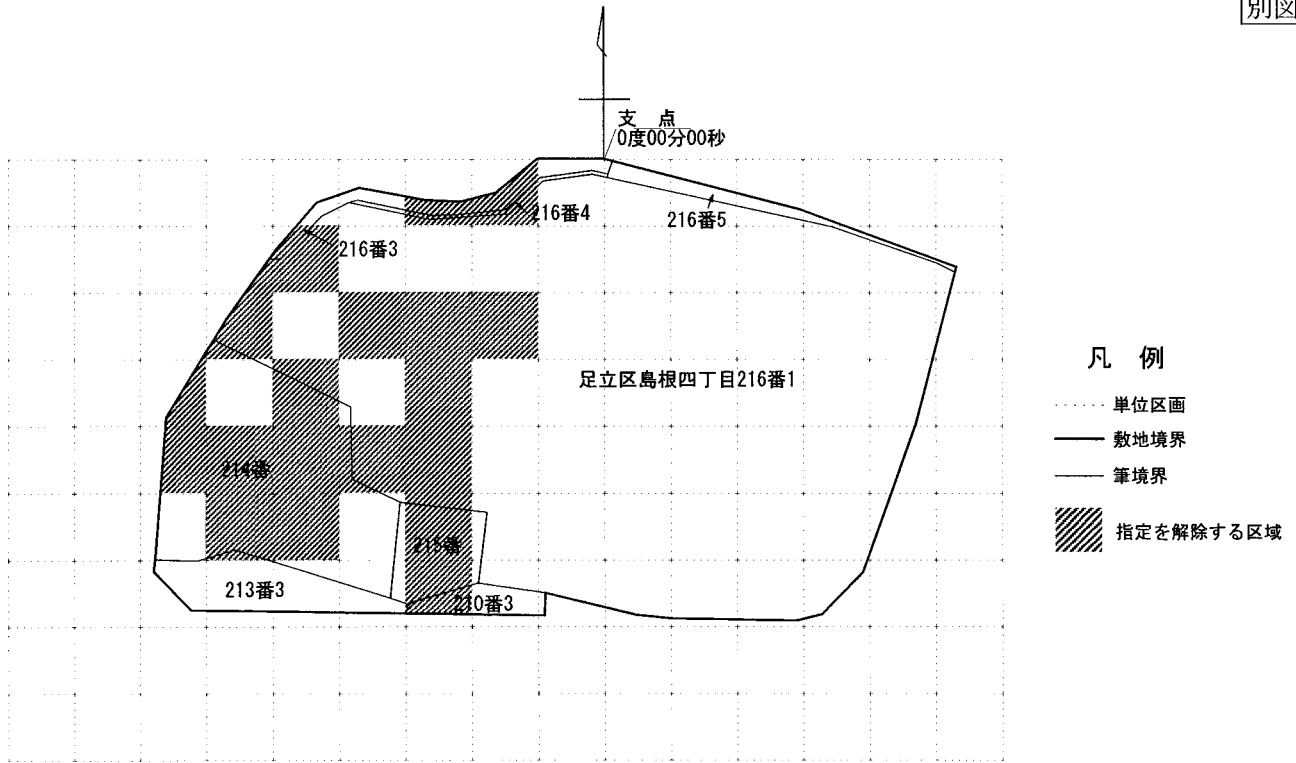 別図
支 点
0度00分00秒
216番4
216番5
216番3
足立区島根四丁目216番1
214番
215番
213番3
210番3
凡 例
単位区画
敷地境界
筆境界
指定を解除する区域